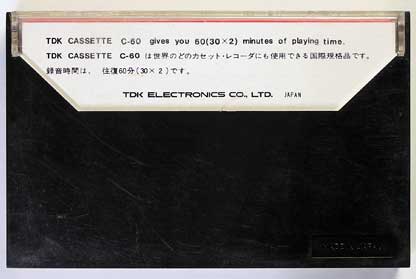 TDK CASSETTE C-60 gives you 60(30×2) minutes of playing time.
TDK CASSETTE C-60 は世界のどのカセット・レコーダにも使用できる国際規格品です。
録音時間は、 往復60分(30×2)です。
TDK ELECTRONICS CO., LTD. JAPAN
MADE IN JAPAN